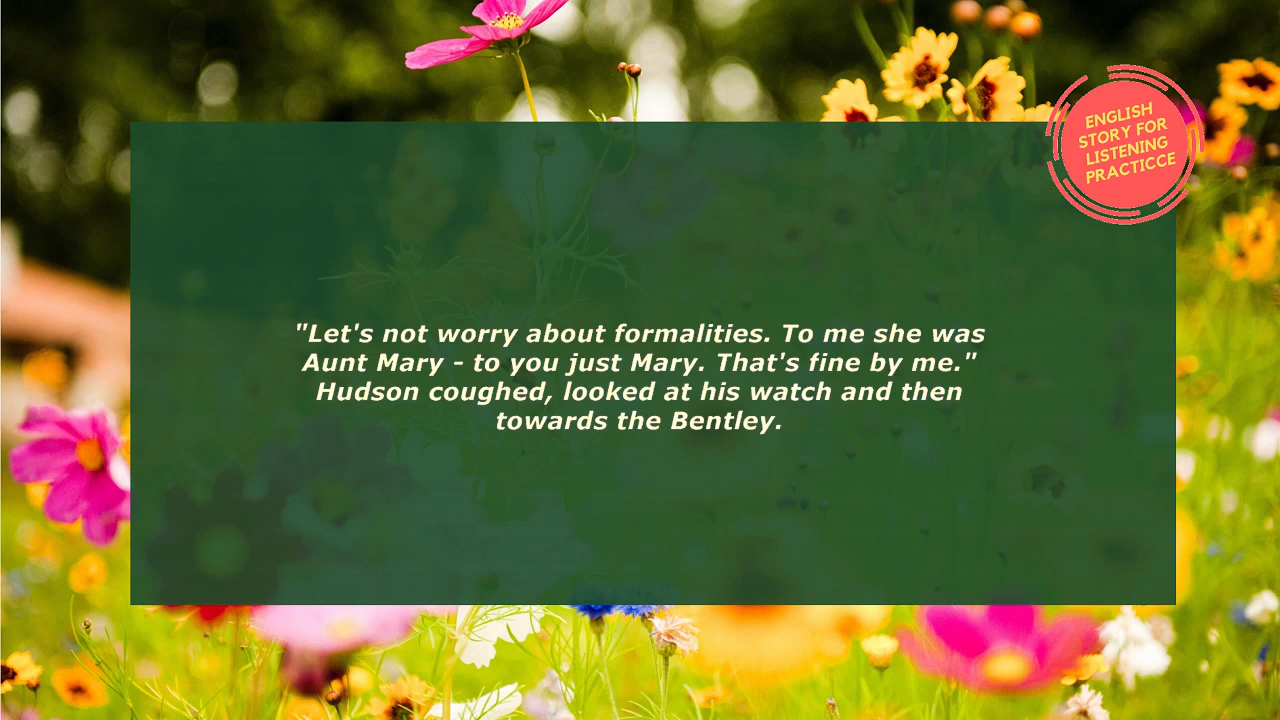 ENGLISH
STORY FOR
LISTENING
PRACTICCE
"Let's not worry about formalities. To me she was
Aunt Mary - to you just Mary. That's fine by me."
Hudson coughed, looked at his watch and then
towards the Bentley.